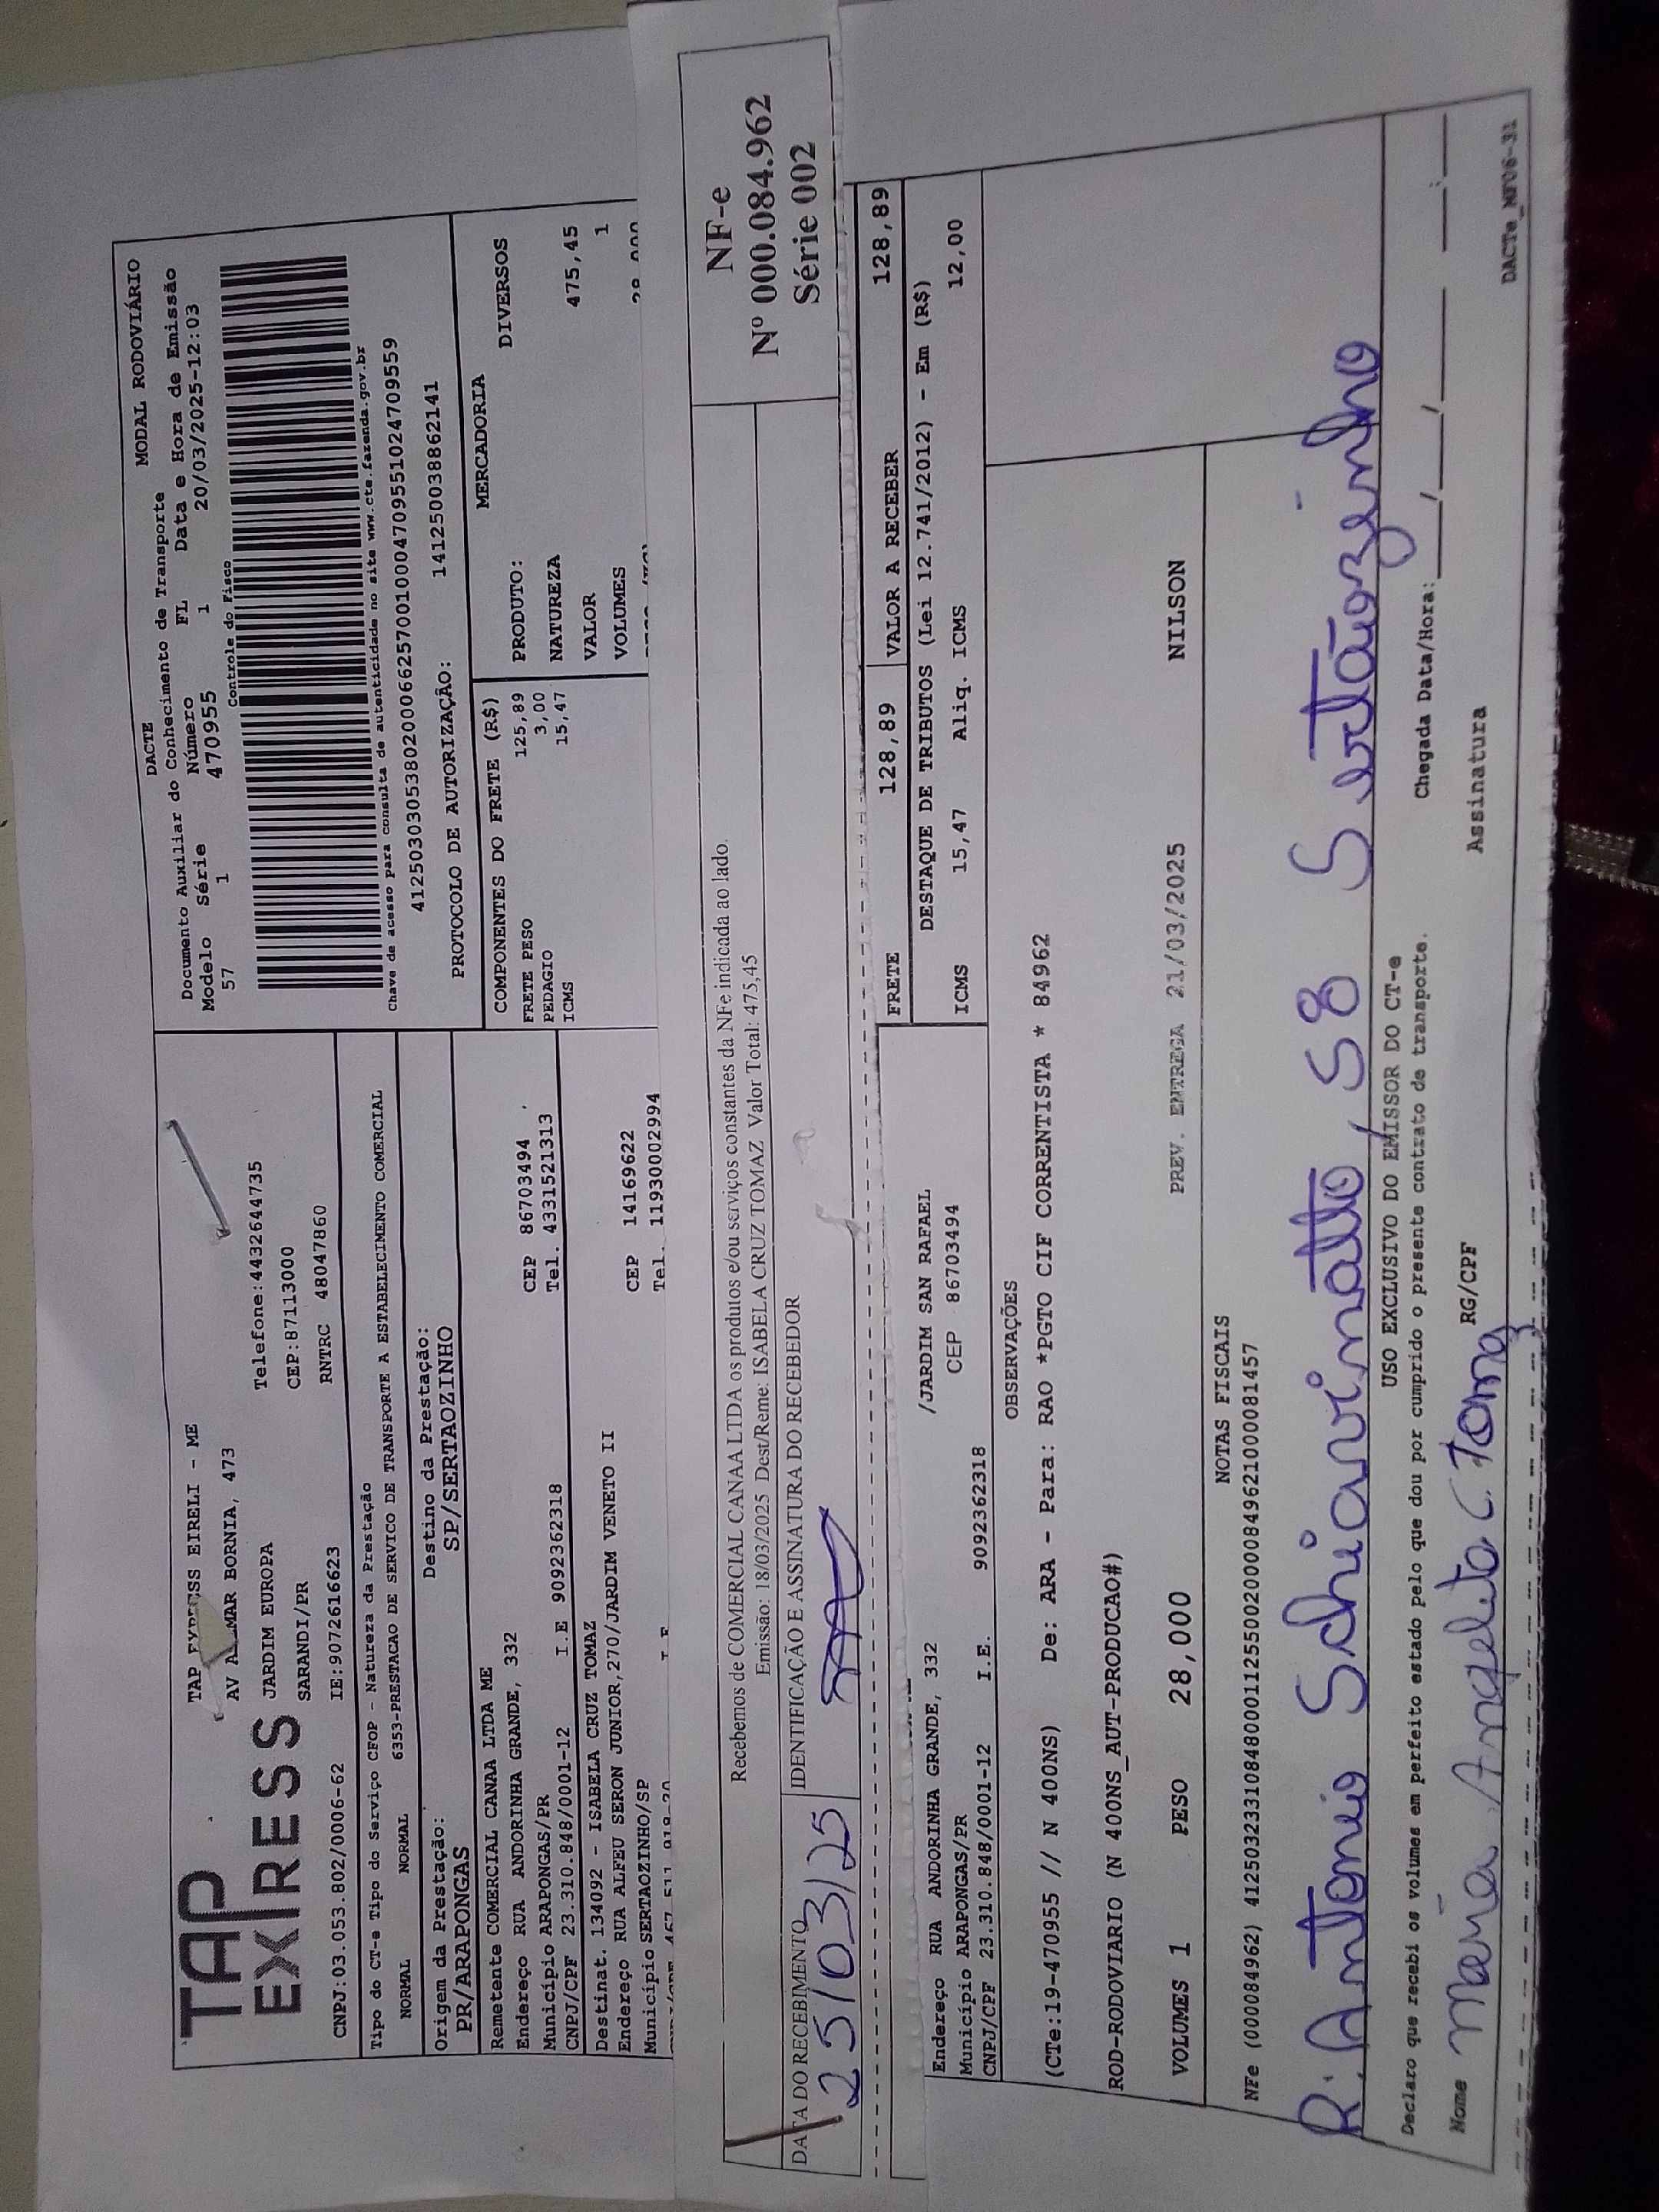 TAP
EXPRESS
TAP EXPRESS EIRELI - ME
AV MAR BORNIA, 473
JARDIM EUROPA Telefone:4432644735
SARANDI/PR CEP:87113000
CNPJ:03.053.802/0006-62 IE:9072616623 RNTRC 48047860
DACTE MODAL RODOVIÁRIO
Documento Auxiliar do Conhecimento de Transporte
Modelo Série Número FL Data e Hora de Emissão
57 1 470955 1 20/03/2025-12:03
Controle do Fisco
Chave de acesso para consulta de autenticidade no site www.cte.fazenda.gov.br
41250303053802000662570010004709551024709559
PROTOCOLO DE AUTORIZAÇÃO: 141250038862141
Tipo do CT-e Tipo do Serviço CFOP - Natureza da Prestação
NORMAL NORMAL 6353-PRESTACAO DE SERVICO DE TRANSPORTE A ESTABELECIMENTO COMERCIAL
Origem da Prestação: Destino da Prestação:
PR/ARAPONGAS SP/SERTAOZINHO
Remetente COMERCIAL CANAA LTDA ME
Endereço RUA ANDORINHA GRANDE, 332 CEP 86703494
Município ARAPONGAS/PR Tel. 4331521313
CNPJ/CPF 23.310.848/0001-12 I.E 9092362318
Destinat. 134092 - ISABELA CRUZ TOMAZ
Endereço RUA ALFEU SERON JUNIOR,270/JARDIM VENETO II CEP 14169622
Município SERTAOZINHO/SP Tel. 11930002994
COMPONENTES DO FRETE (R$) MERCADORIA
FRETE PESO 125,89 PRODUTO: DIVERSOS
PEDAGIO 3,00 NATUREZA
ICMS 15,47 VALOR 475,45
VOLUMES 1
Recebemos de COMERCIAL CANAA LTDA os produtos e/ou serviços constantes da NFe indicada ao lado.
Emissão: 18/03/2025 Dest/Reme: ISABELA CRUZ TOMAZ Valor Total: 475,45
DATA DO RECEBIMENTO IDENTIFICAÇÃO E ASSINATURA DO RECEBEDOR
25/03/25
NF-e
Nº 000.084.962
Série 002
FRETE 128,89 VALOR A RECEBER 128,89
DESTAQUE DE TRIBUTOS (Lei 12.741/2012) - Em (R$)
ICMS 15,47 Aliq. ICMS 12,00
Endereço RUA ANDORINHA GRANDE, 332 /JARDIM SAN RAFAEL
Município ARAPONGAS/PR CEP 86703494
CNPJ/CPF 23.310.848/0001-12 I.E. 9092362318
OBSERVAÇÕES
(CTe:19-470955 // N 400NS) De: ARA - Para: RAO *PGTO CIF CORRENTISTA * 84962
ROD-RODOVIARIO (N 400NS_AUT-PRODUCAO#)
VOLUMES 1 PESO 28,000 PREV. ENTREGA 21/03/2025 NILSON
NOTAS FISCAIS
NFe (00084962) 41250323310848000112550020000849621000081457
R. Antonio Schiavinatto, 58 Sertãozinho
USO EXCLUSIVO DO EMISSOR DO CT-e
Declaro que recebi os volumes em perfeito estado pelo que dou por cumprido o presente contrato de transporte. Chegada Data/Hora:___/___/___ __:__
Nome Maria Angelita C Tomaz RG/CPF Assinatura
DACTe_MF06-31